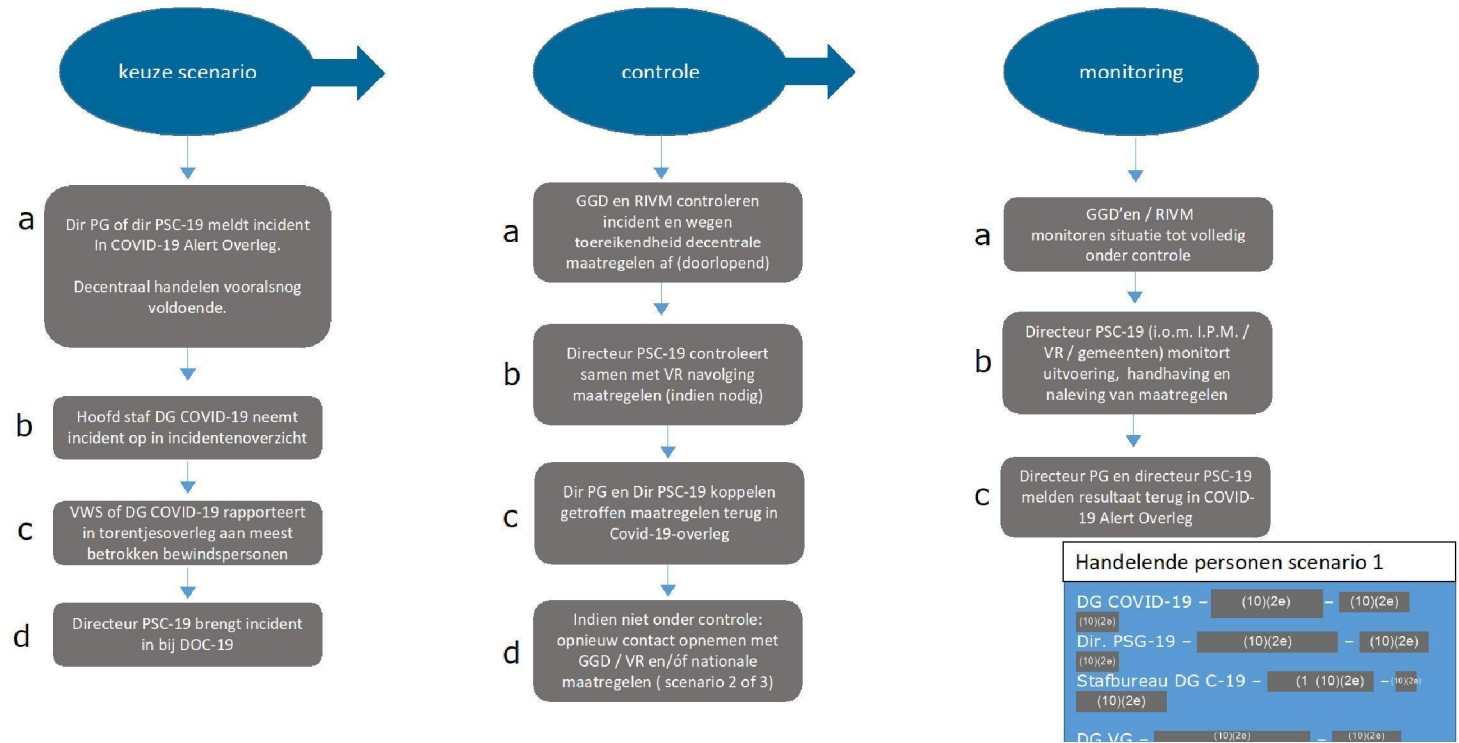 keuze scenario
a
Dir PG of dir PSC-19 meldt incident
In COVID-19 Alert Overleg.
Decentraal handelen vooralsnog
voldoende.
b
Hoofd staf DG COVID-19 neemt
incident op in incidentenoverzicht
c
VWS of DG COVID-19 rapporteert
in torentjesoverleg aan meest
betrokken bewindspersonen
d
Directeur PSC-19 brengt incident
in bij DOC-19
controle
a
GGD en RIVM controleren
incident en wegen
toereikendheid decentrale
maatregelen af (doorlopend)
b
Directeur PSC-19 controleert
samen met VR navolging
maatregelen (indien nodig)
c
Dir PG en Dir PSC-19 koppelen
getroffen maatregelen terug in
Covid-19-overleg
d
Indien niet onder controle:
opnieuw contact opnemen met
GGD / VR en/óf nationale
maatregelen ( scenario 2 of 3)
monitoring
a
GGD'en / RIVM
monitoren situatie tot volledig
onder controle
b
Directeur PSC-19 (i.o.m. I.P.M. /
VR / gemeenten) monitort
uitvoering, handhaving en
naleving van maatregelen
c
Directeur PG en directeur PSC-19
melden resultaat terug in COVID-
19 Alert Overleg
Handelende personen scenario 1
DG COVID-19 – (10)(2e) – (10)(2e)
(10)(2e)
Dir. PSG-19 – (10)(2e) – (10)(2e)
(10)(2e)
Stafbureau DG C-19 – (1 (10)(2e) – (10)(2e)
(10)(2e)
DG VG – (10)(2e) – (10)(2e)